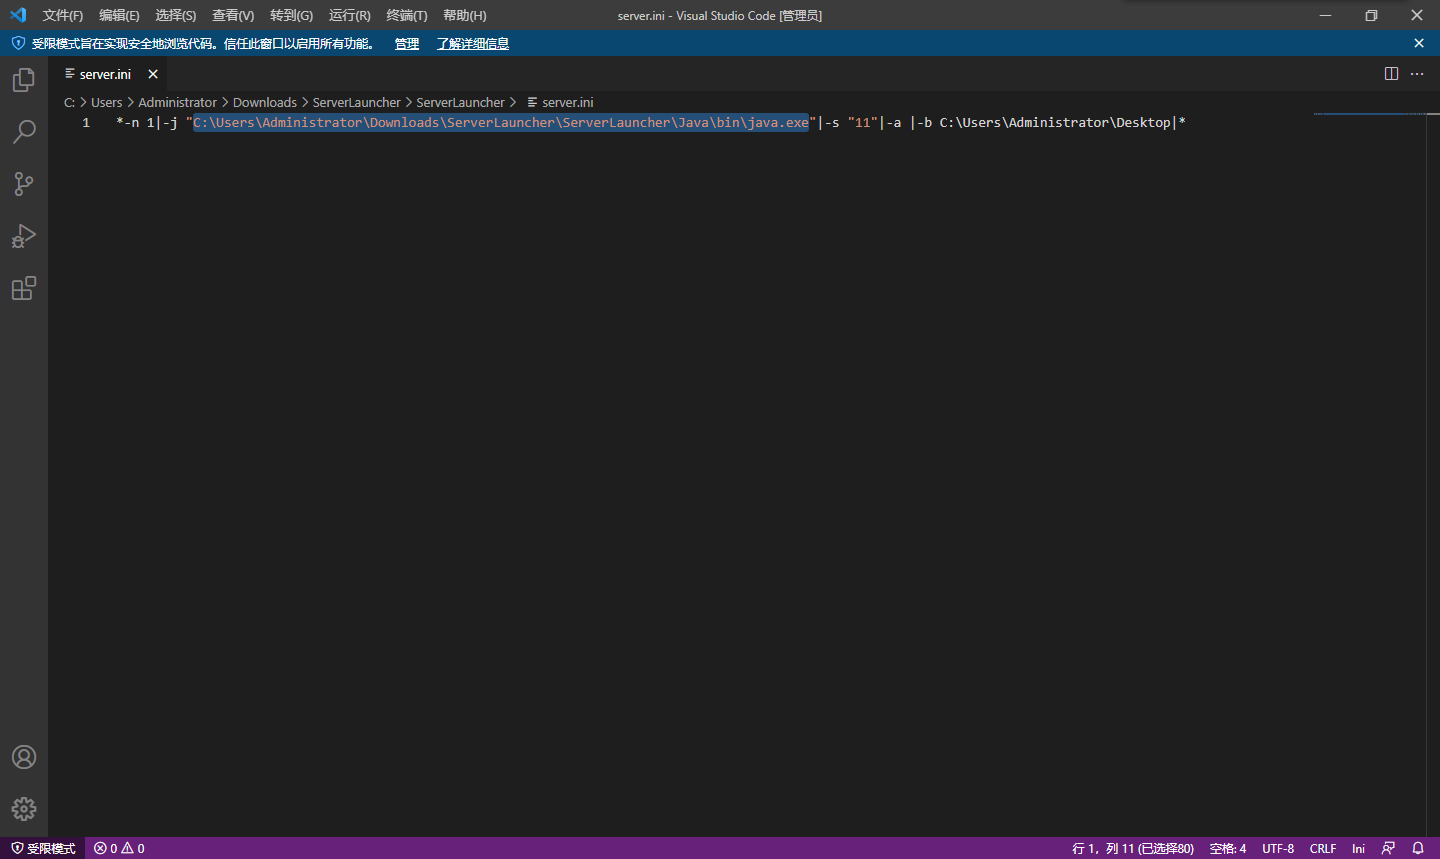 文件(F) 编辑(E) 选择(S) 查看(V) 转到(G) 运行(R) 终端(T) 帮助(H) server.ini - Visual Studio Code [管理员]
受限模式旨在实现安全地浏览代码。信任此窗口以启用所有功能。 管理 了解详细信息
server.ini
C: > Users > Administrator > Downloads > ServerLauncher > ServerLauncher > server.ini
1 *-n 1|-j "C:\Users\Administrator\Downloads\ServerLauncher\ServerLauncher\Java\bin\java.exe"|-s "11"|-a |-b C:\Users\Administrator\Desktop|*
受限模式 0 0 行 1，列 11 (已选择80) 空格: 4 UTF-8 CRLF Ini